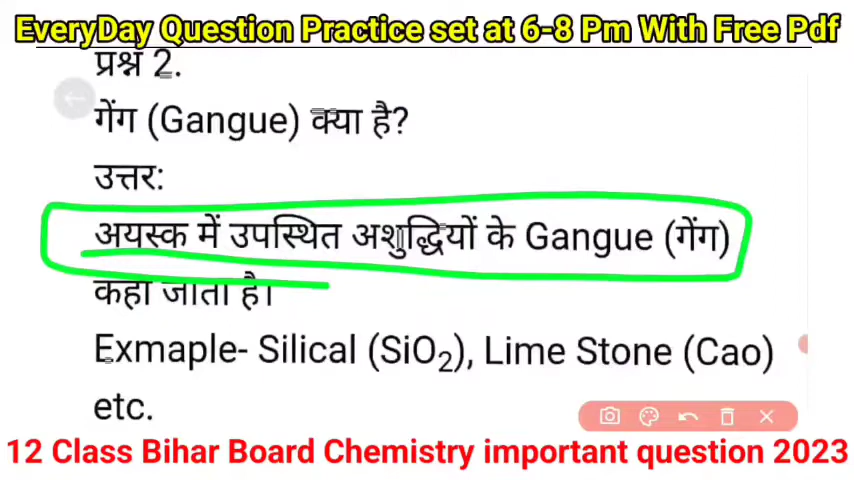 EveryDay Question Practice set at 6-8 Pm With Free Pdf
प्रश्न 2.
गेंग (Gangue) क्या है?
उत्तर:
अयस्क में उपस्थित अशुद्धियों के Gangue (गेंग)
कहा जाता है।
Exmaple- Silical (SiO₂), Lime Stone (Cao)
etc.
12 Class Bihar Board Chemistry important question 2023